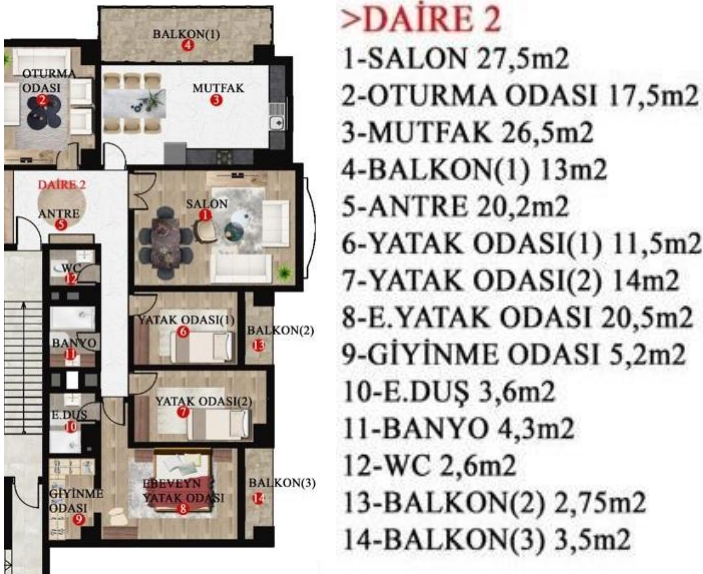 BALKON(1)
4
OTURMA
ODASI
2
MUTFAK
3
DAİRE 2
ANTRE
5
SALON
1
WC
12
YATAK ODASI(1)
6
BALKON(2)
13
BANYO
11
YATAK ODASI(2)
7
E.DUŞ
10
GİYİNME
ODASI
9
EBEVEYN
YATAK ODASI
8
BALKON(3)
14
>DAİRE 2
1-SALON 27,5m2
2-OTURMA ODASI 17,5m2
3-MUTFAK 26,5m2
4-BALKON(1) 13m2
5-ANTRE 20,2m2
6-YATAK ODASI(1) 11,5m2
7-YATAK ODASI(2) 14m2
8-E.YATAK ODASI 20,5m2
9-GİYİNME ODASI 5,2m2
10-E.DUŞ 3,6m2
11-BANYO 4,3m2
12-WC 2,6m2
13-BALKON(2) 2,75m2
14-BALKON(3) 3,5m2